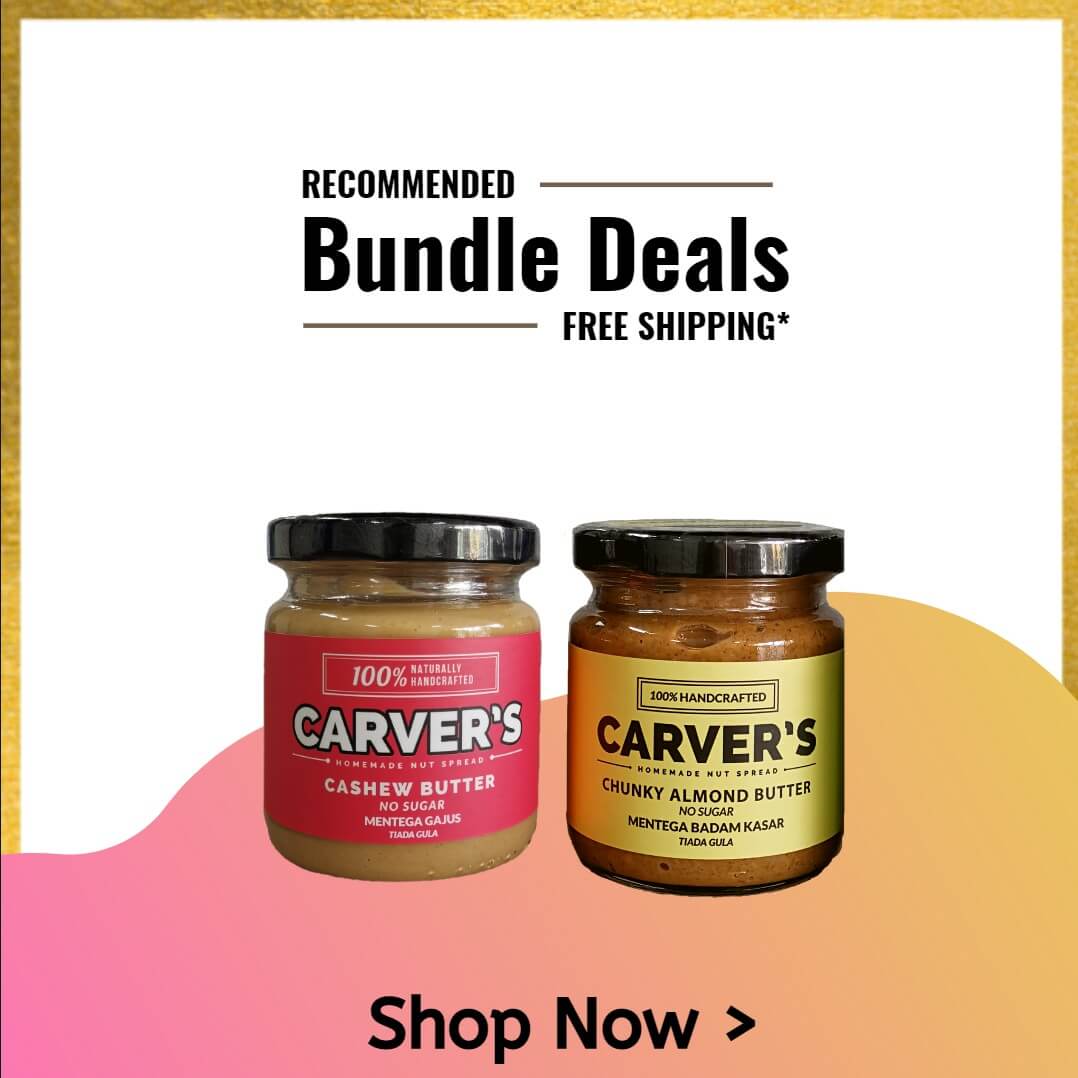 RECOMMENDED
Bundle Deals
FREE SHIPPING*
100% NATURALLY
HANDCRAFTED
CARVER'S
HOMEMADE NUT SPREAD
CASHEW BUTTER
NO SUGAR
MENTEGA GAJUS
TIADA GULA
100% HANDCRAFTED
CARVER'S
HOMEMADE NUT SPREAD
CHUNKY ALMOND BUTTER
NO SUGAR
MENTEGA BADAM KASAR
TIADA GULA
Shop Now >